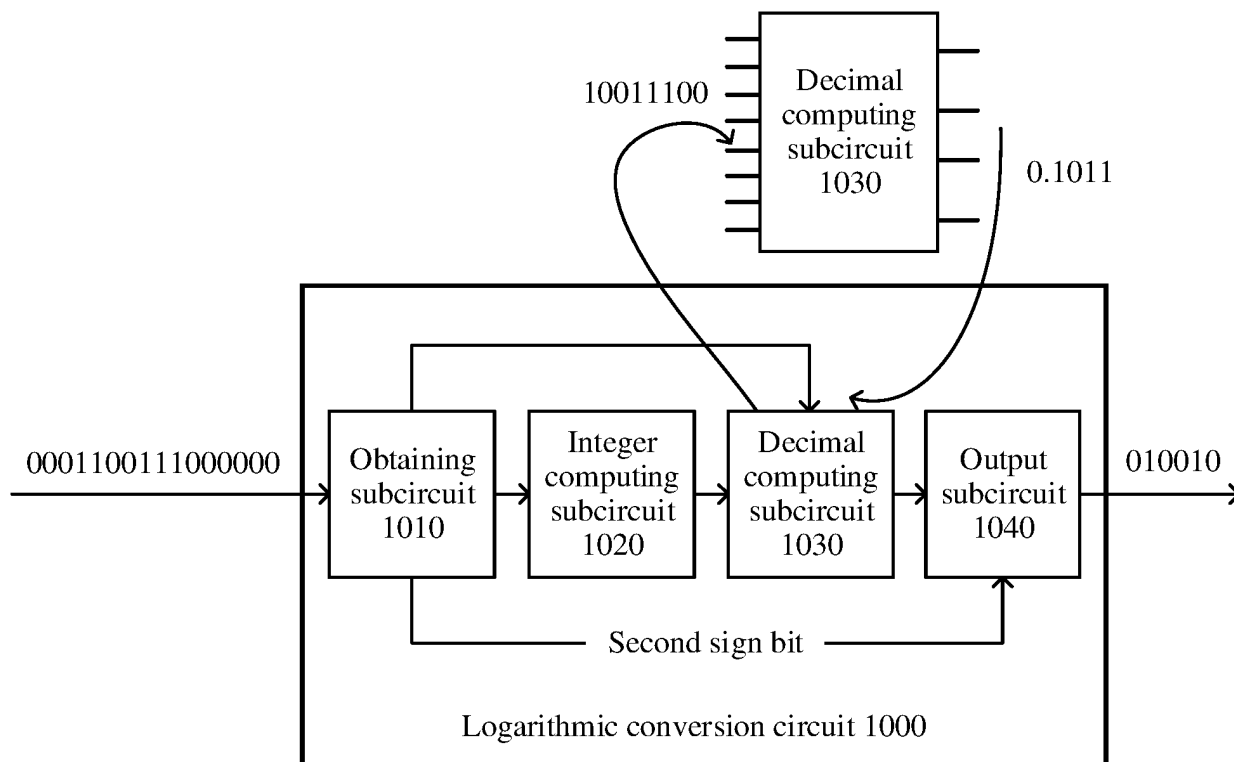 10011100
Decimal
computing
subcircuit
1030
0.1011
0001100111000000
Obtaining
subcircuit
1010
Integer
computing
subcircuit
1020
Decimal
computing
subcircuit
1030
Output
subcircuit
1040
010010
Second sign bit
Logarithmic conversion circuit 1000